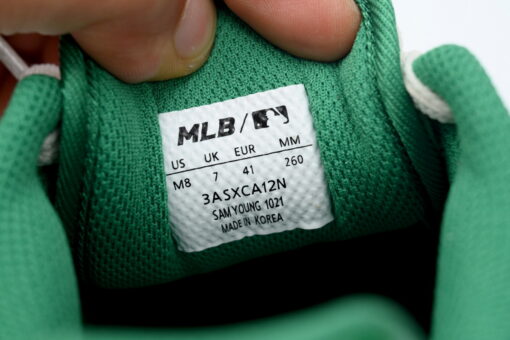 MLB/
US UK EUR MM
M8 7 41 260
3ASXCA12N
SAM YOUNG 1021
MADE IN KOREA